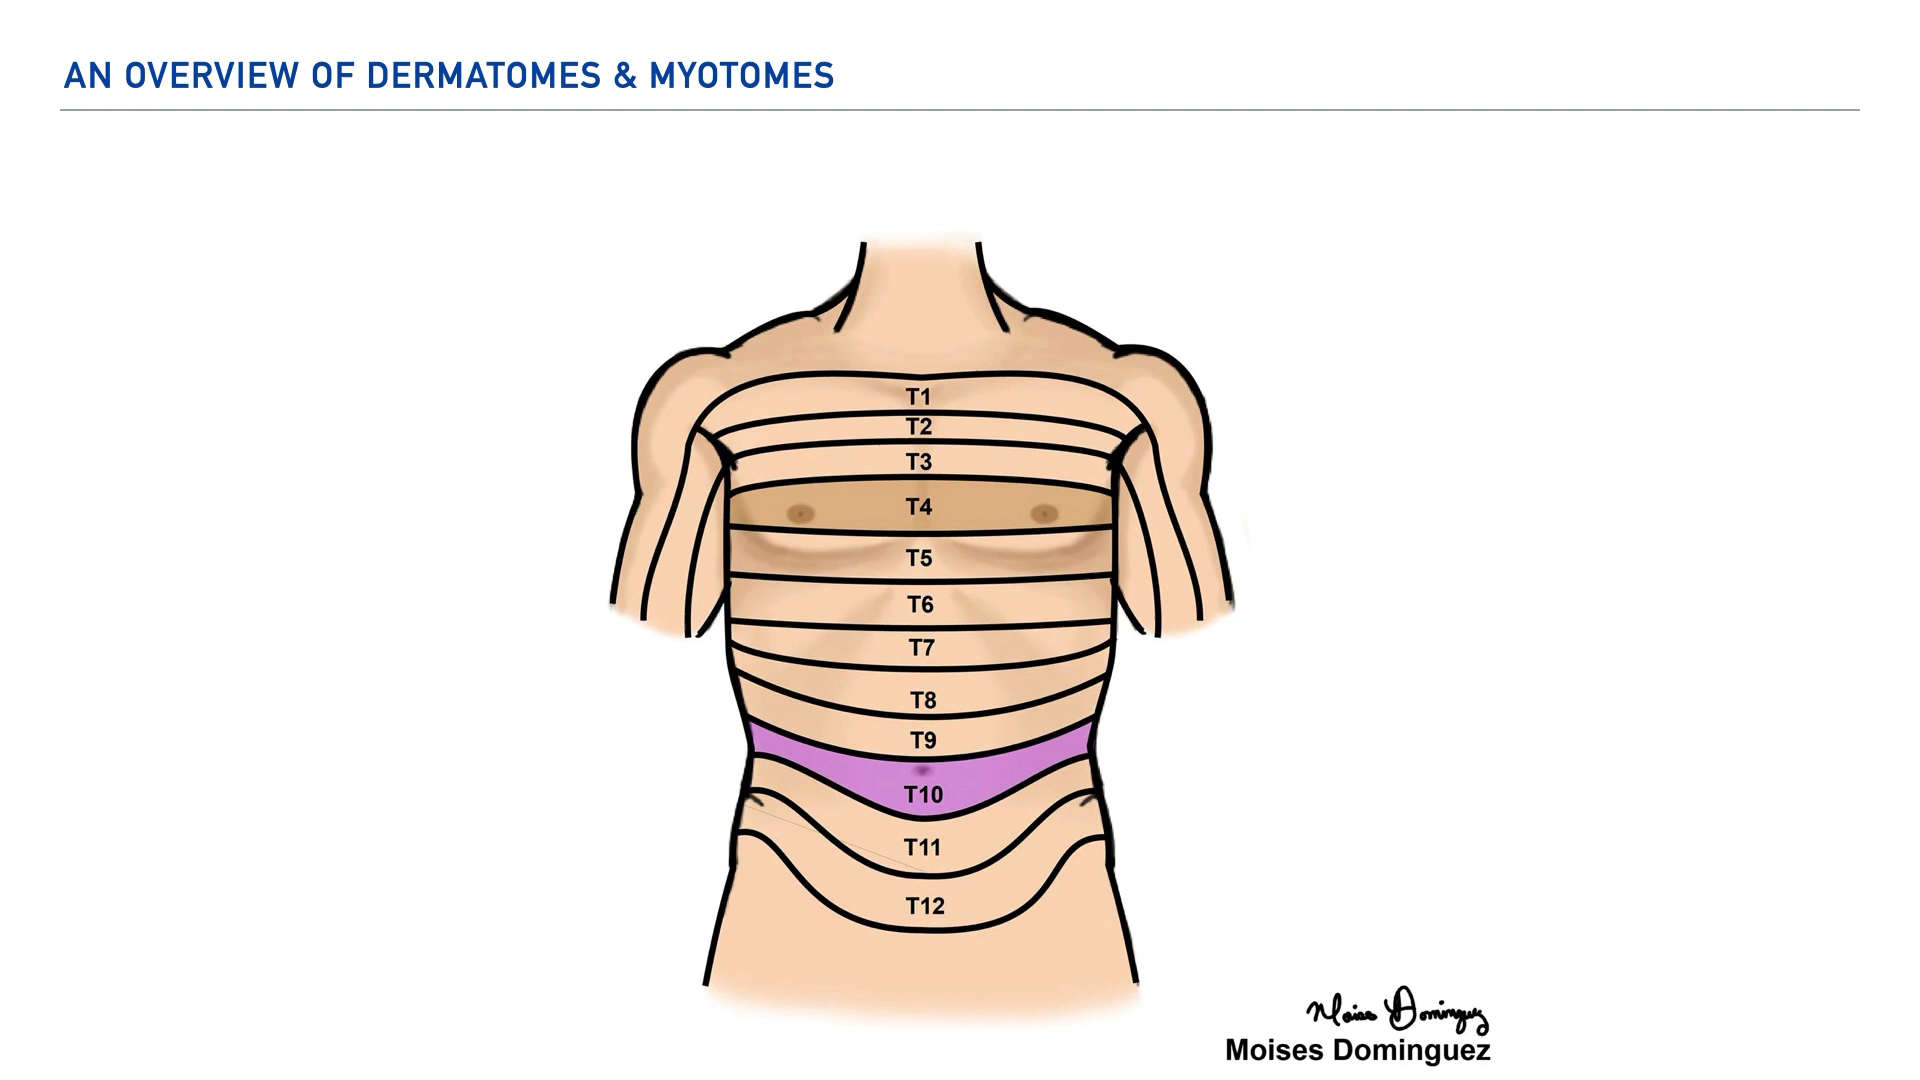 AN OVERVIEW OF DERMATOMES & MYOTOMES
T1
T2
T3
T4
T5
T6
T7
T8
T9
T10
T11
T12
Moises Dominguez
Moises Dominguez